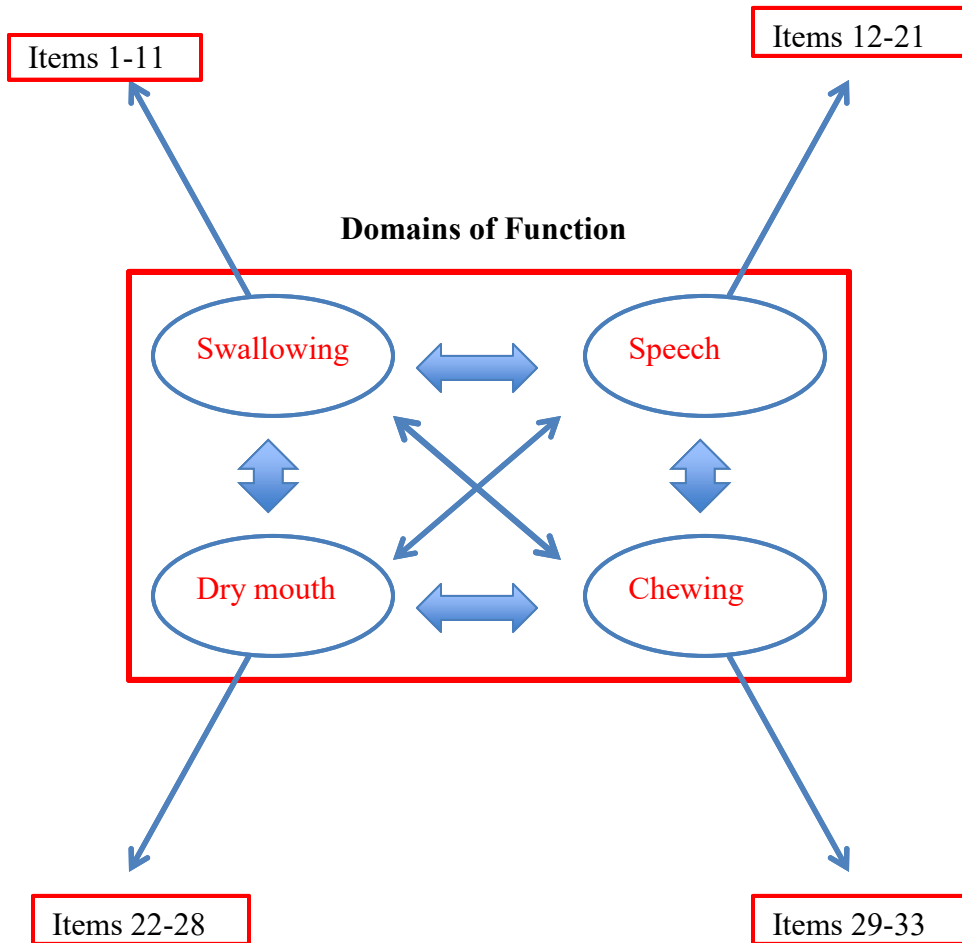 Items 1-11
Items 12-21
Domains of Function
Swallowing
Speech
Dry mouth
Chewing
Items 22-28
Items 29-33